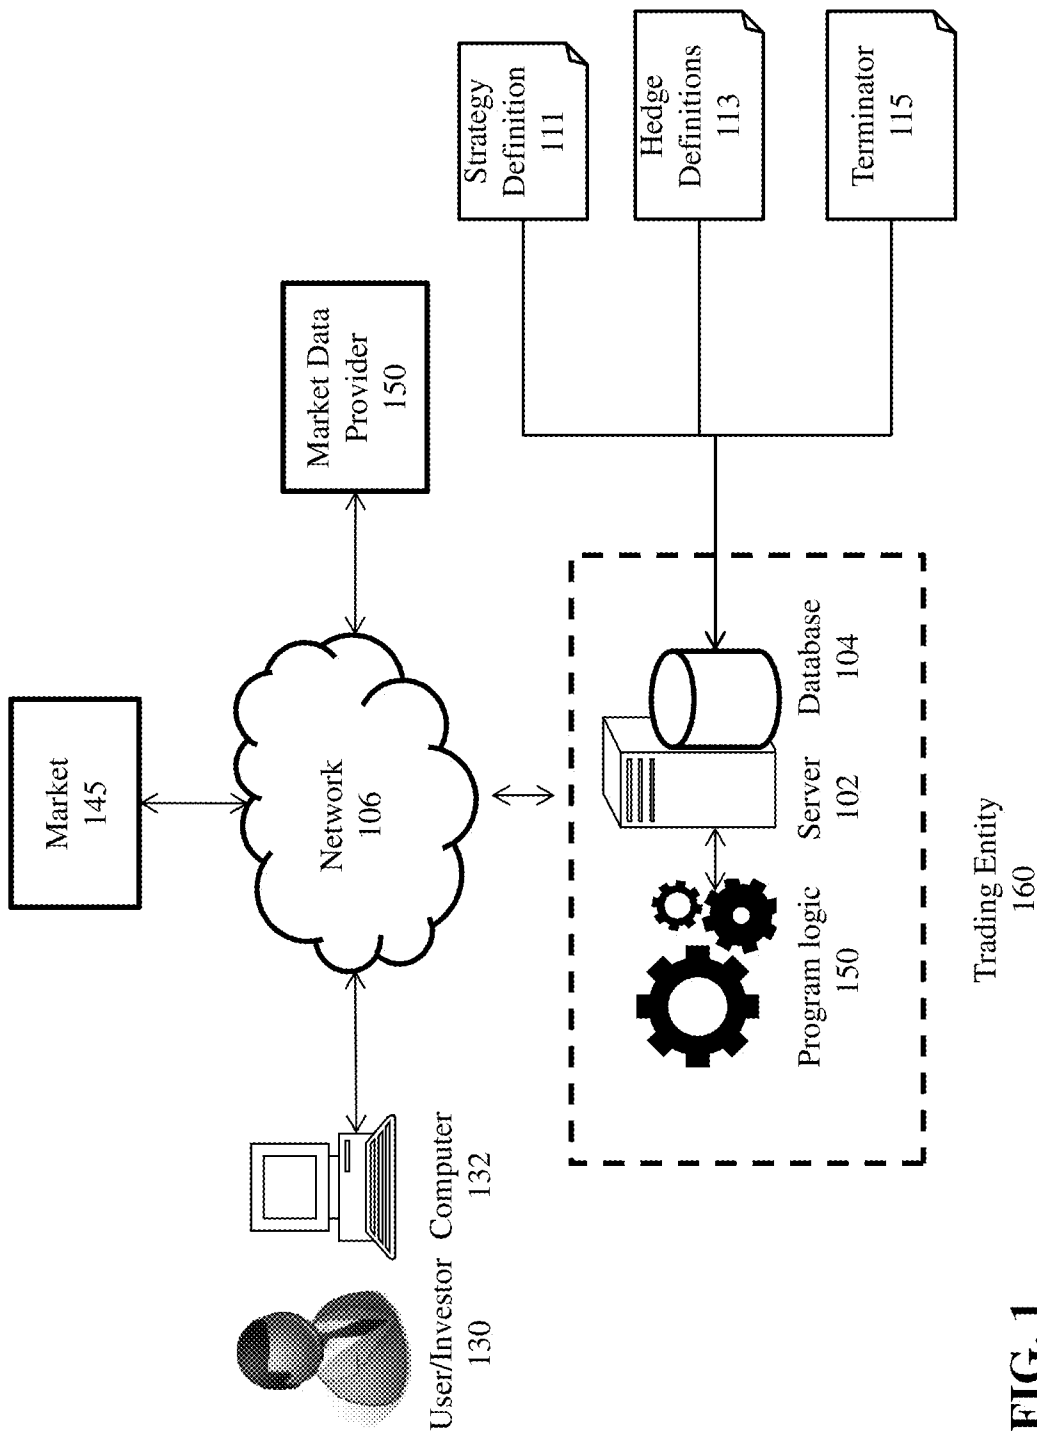 Market
145
Market Data
Provider
150
Network
106
User/Investor
130
Computer
132
Strategy
Definition
111
Hedge
Definitions
113
Terminator
115
Program logic
150
Server
102
Database
104
Trading Entity
160
FIG. 1